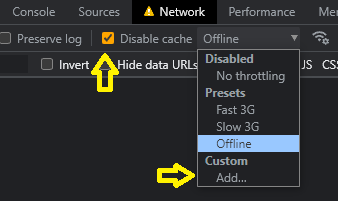 Console Sources Network Performance
Preserve log Disable cache Offline
Invert Hide data URLs JS CSS
Disabled
No throttling
Presets
Fast 3G
Slow 3G
Offline
Custom
Add...